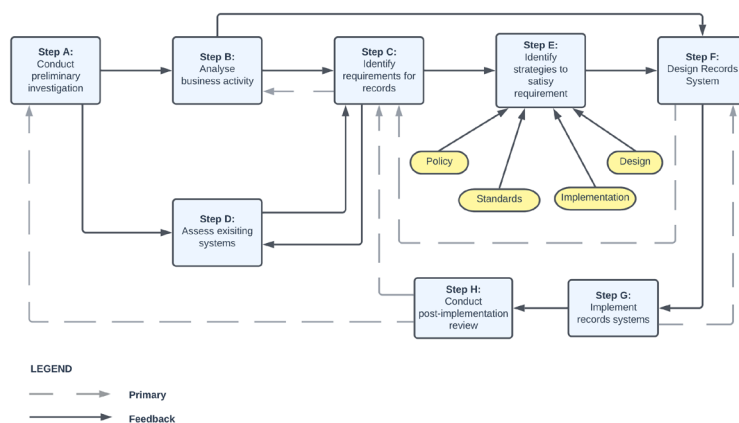 Step A:
Conduct
preliminary
investigation
Step B:
Analyse
business activity
Step C:
Identify
requirements for
records
Step E:
Identify
strategies to
satisy
requirement
Step F:
Design Records
System
Policy
Standards
Implementation
Design
Step D:
Assess exisiting
systems
Step H:
Conduct
post-implementation
review
Step G:
Implement
records systems
LEGEND
Primary
Feedback